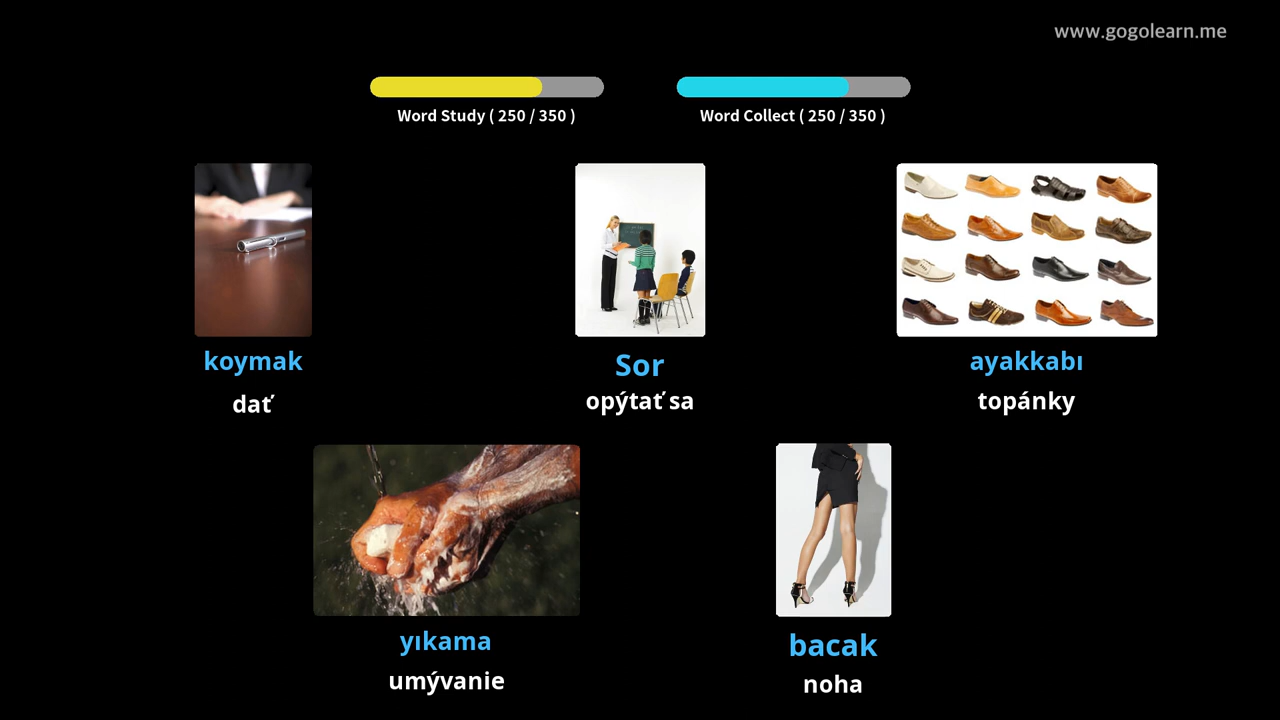 www.gogolearn.me
Word Study ( 250 / 350 )
Word Collect ( 250 / 350 )
koymak
dať
Sor
opýtať sa
ayakkabı
topánky
yıkama
umývanie
bacak
noha